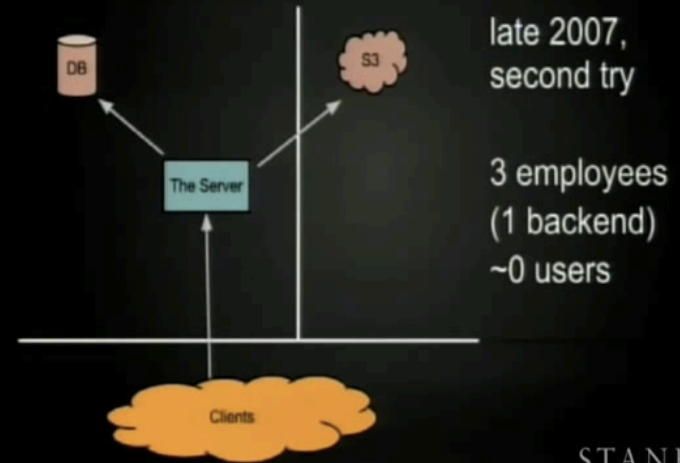 DB
S3
late 2007,
second try
The Server
3 employees
(1 backend)
~0 users
Clients